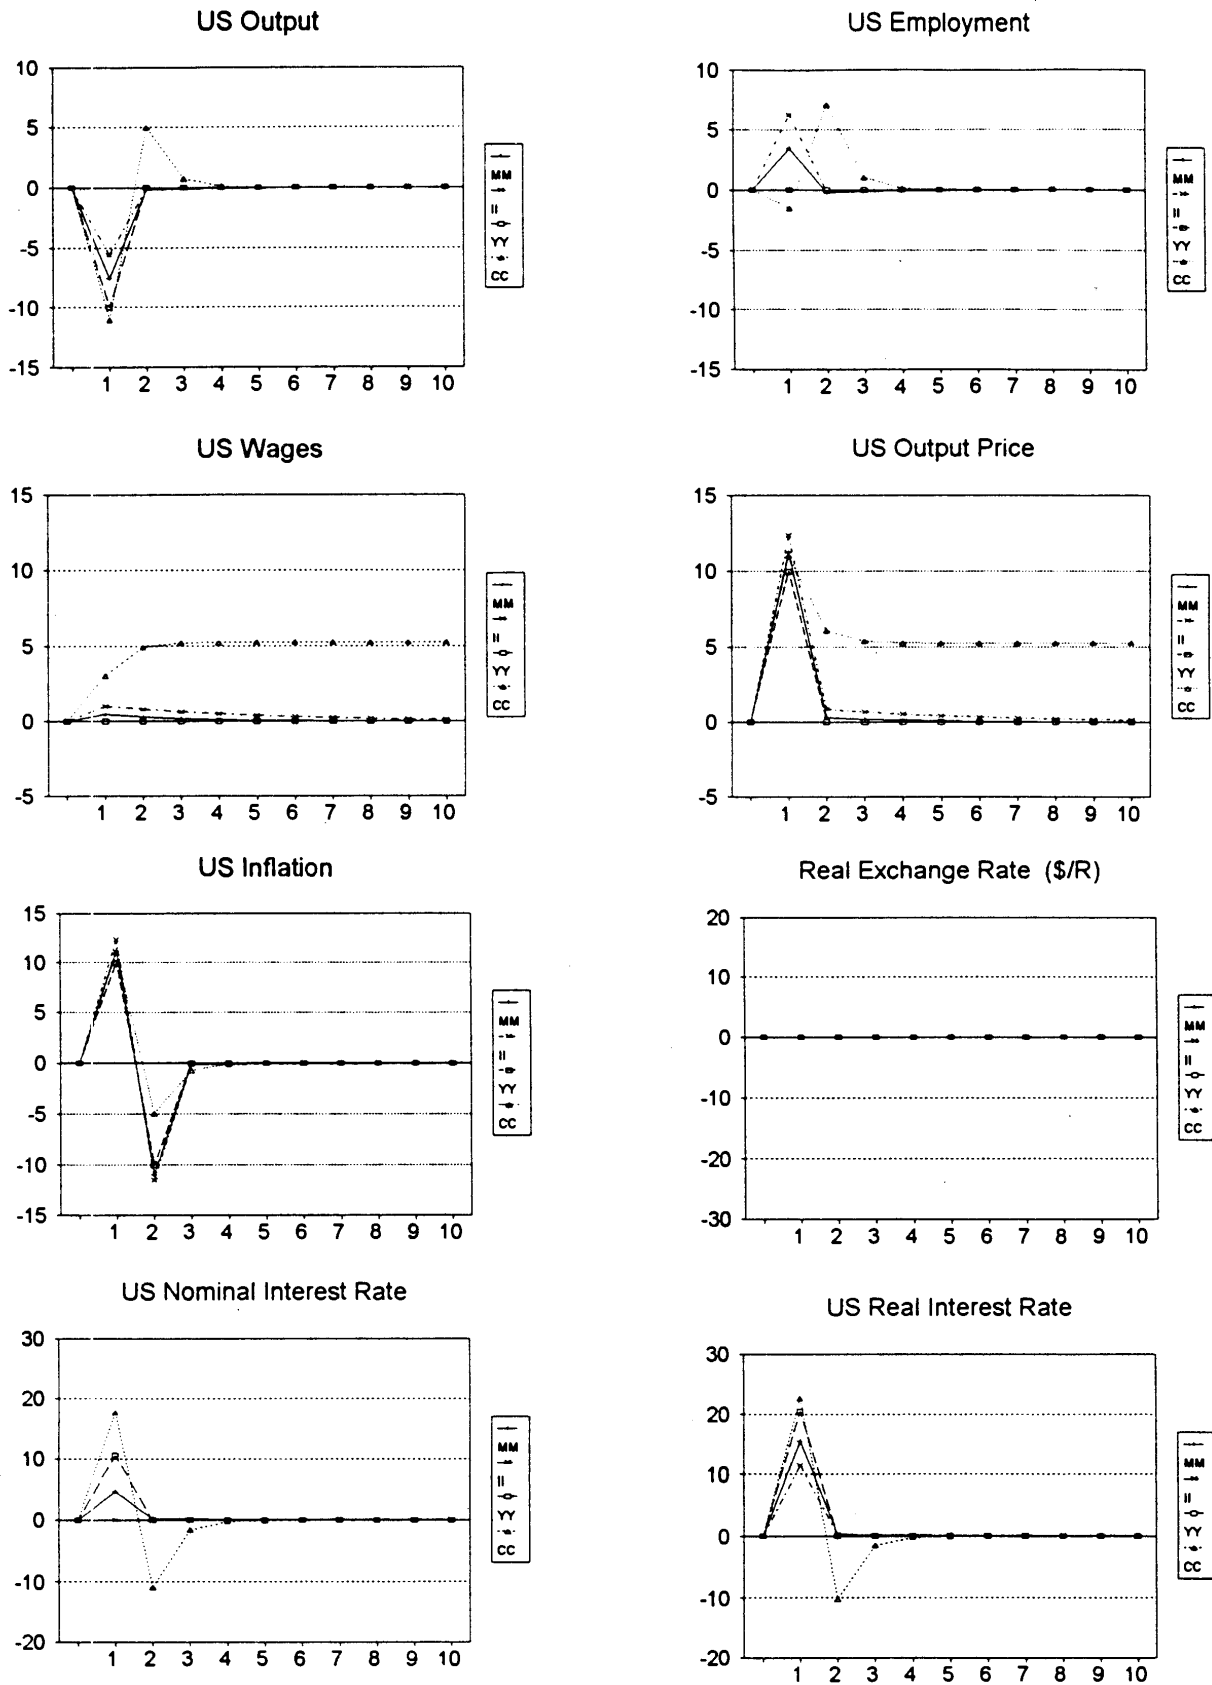 US Output
10
5
0
-5
-10
-15
1 2 3 4 5 6 7 8 9 10
MM
II
YY
CC
US Employment
10
5
0
-5
-10
-15
1 2 3 4 5 6 7 8 9 10
MM
II
YY
CC
US Wages
15
10
5
0
-5
1 2 3 4 5 6 7 8 9 10
MM
II
YY
CC
US Output Price
15
10
5
0
-5
1 2 3 4 5 6 7 8 9 10
MM
II
YY
CC
US Inflation
15
10
5
0
-5
-10
-15
1 2 3 4 5 6 7 8 9 10
MM
II
YY
CC
Real Exchange Rate ($/R)
20
10
0
-10
-20
-30
1 2 3 4 5 6 7 8 9 10
MM
II
YY
CC
US Nominal Interest Rate
30
20
10
0
-10
-20
1 2 3 4 5 6 7 8 9 10
MM
II
YY
CC
US Real Interest Rate
30
20
10
0
-10
-20
1 2 3 4 5 6 7 8 9 10
MM
II
YY
CC